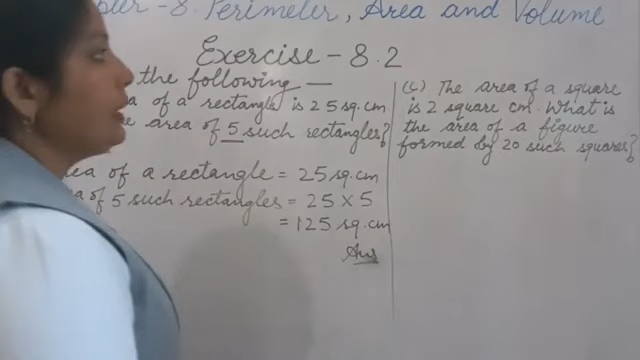 - 8. Perimeter, Area and Volume
Exercise - 8.2
the following —
of a rectangle is 25 sq.cm
area of 5 such rectangles?
of a rectangle = 25 sq.cm
of 5 such rectangles = 25 × 5
= 125 sq.cm
Ans
(c) The area of a square
is 2 square cm. What is
the area of a figure
formed by 20 such squares?